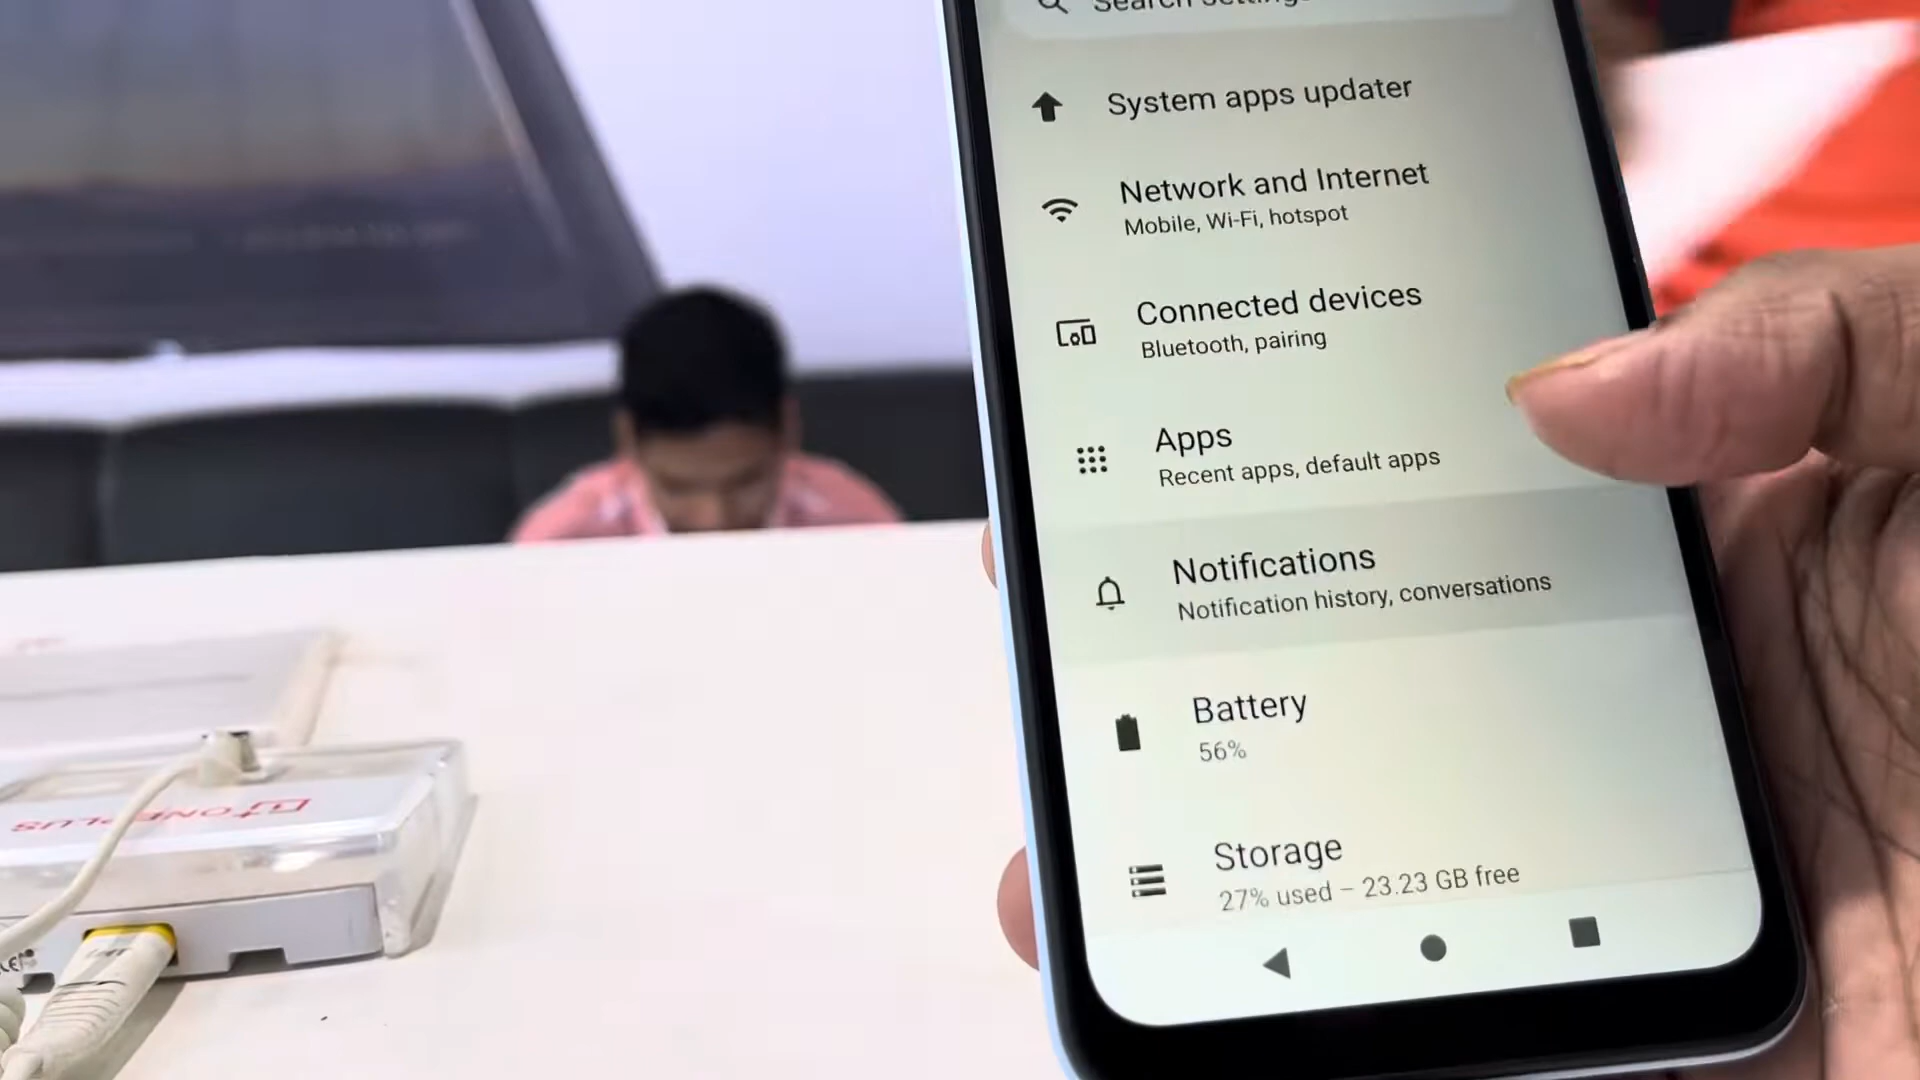 Search settings
System apps updater
Network and Internet
Mobile, Wi-Fi, hotspot
Connected devices
Bluetooth, pairing
Apps
Recent apps, default apps
Notifications
Notification history, conversations
Battery
56%
Storage
27% used – 23.23 GB free
ONEPLUS